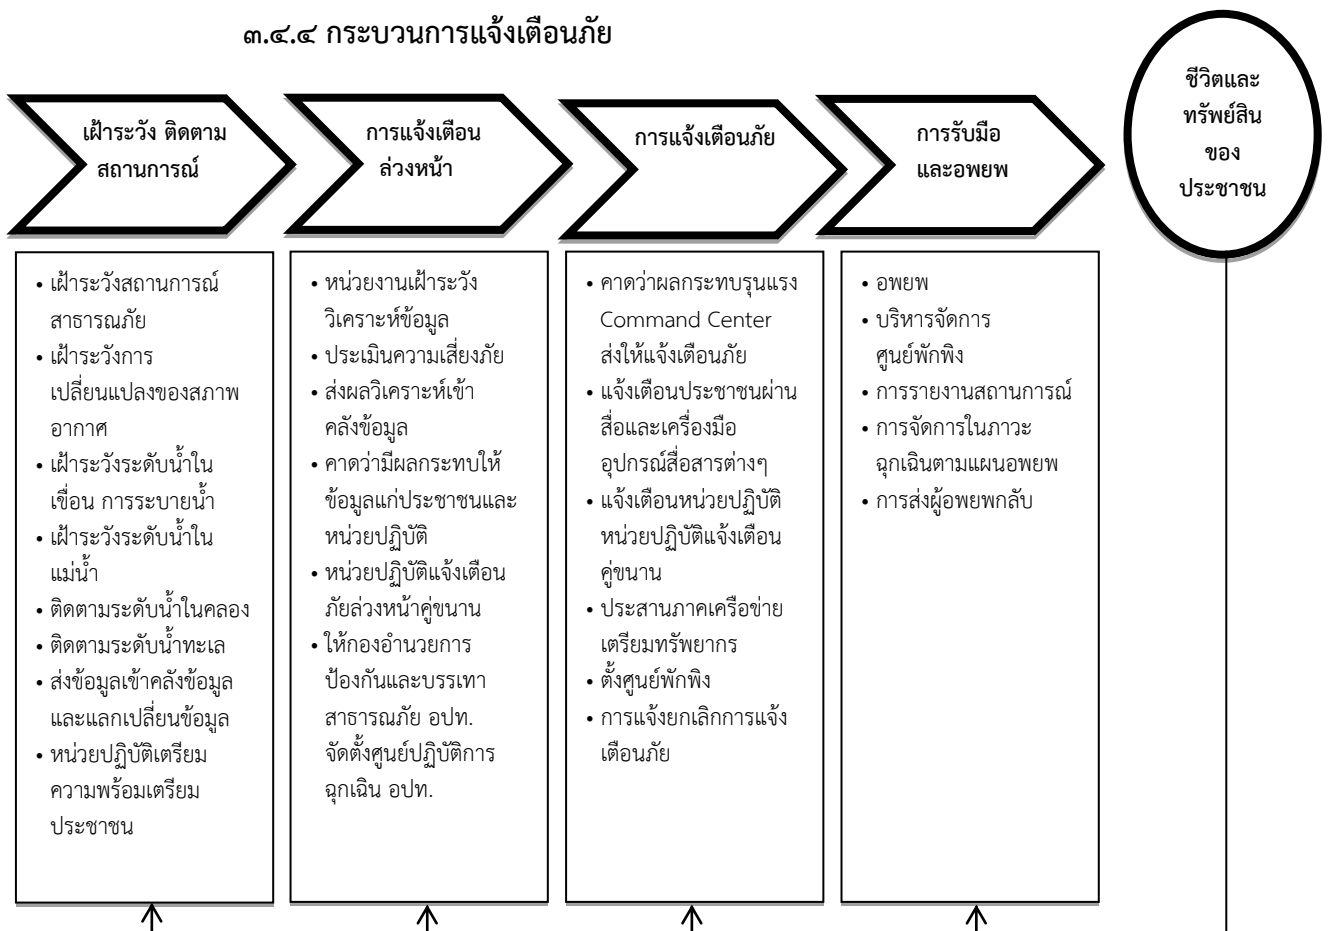 ๓.๔.๔ กระบวนการแจ้งเตือนภัย
เฝ้าระวัง ติดตาม
สถานการณ์
การแจ้งเตือน
ล่วงหน้า
การแจ้งเตือนภัย
การรับมือ
และอพยพ
ชีวิตและ
ทรัพย์สิน
ของ
ประชาชน
• เฝ้าระวังสถานการณ์
สาธารณภัย
• เฝ้าระวังการ
เปลี่ยนแปลงของสภาพ
อากาศ
• เฝ้าระวังระดับน้ำใน
เขื่อน การระบายน้ำ
• เฝ้าระวังระดับน้ำใน
แม่น้ำ
• ติดตามระดับน้ำในคลอง
• ติดตามระดับน้ำทะเล
• ส่งข้อมูลเข้าคลังข้อมูล
และแลกเปลี่ยนข้อมูล
• หน่วยปฏิบัติเตรียม
ความพร้อมเตรียม
ประชาชน
• หน่วยงานเฝ้าระวัง
วิเคราะห์ข้อมูล
• ประเมินความเสี่ยงภัย
• ส่งผลวิเคราะห์เข้า
คลังข้อมูล
• คาดว่ามีผลกระทบให้
ข้อมูลแก่ประชาชนและ
หน่วยปฏิบัติ
• หน่วยปฏิบัติแจ้งเตือน
ภัยล่วงหน้าคู่ขนาน
• ให้กองอำนวยการ
ป้องกันและบรรเทา
สาธารณภัย อปท.
จัดตั้งศูนย์ปฏิบัติการ
ฉุกเฉิน อปท.
• คาดว่าผลกระทบรุนแรง
Command Center
ส่งให้แจ้งเตือนภัย
• แจ้งเตือนประชาชนผ่าน
สื่อและเครื่องมือ
อุปกรณ์สื่อสารต่างๆ
• แจ้งเตือนหน่วยปฏิบัติ
หน่วยปฏิบัติแจ้งเตือน
คู่ขนาน
• ประสานภาคเครือข่าย
เตรียมทรัพยากร
• ตั้งศูนย์พักพิง
• การแจ้งยกเลิกการแจ้ง
เตือนภัย
• อพยพ
• บริหารจัดการ
ศูนย์พักพิง
• การรายงานสถานการณ์
• การจัดการในภาวะ
ฉุกเฉินตามแผนอพยพ
• การส่งผู้อพยพกลับ